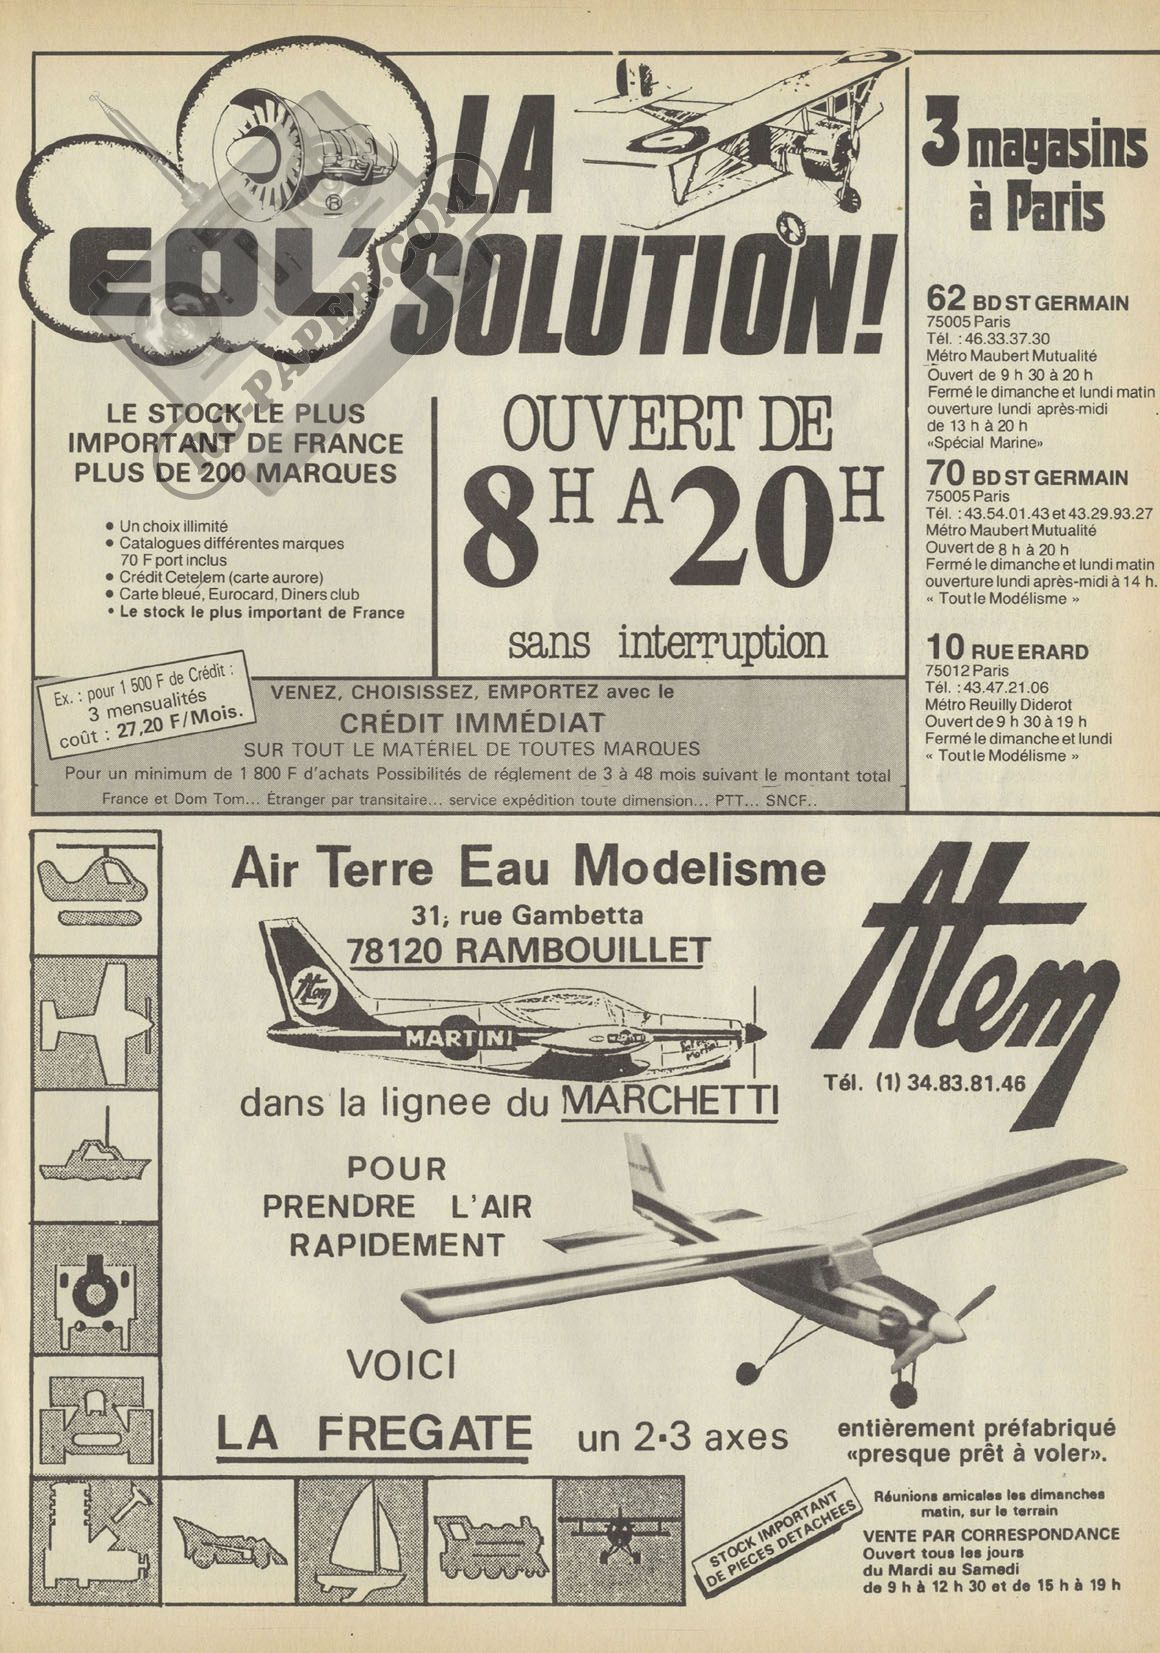 EOL'
®
LA
SOLUTION!
LE STOCK LE PLUS
IMPORTANT DE FRANCE
PLUS DE 200 MARQUES
• Un choix illimité
• Catalogues différentes marques
70 F port inclus
• Crédit Cetelem (carte aurore)
• Carte bleue, Eurocard, Diners club
• Le stock le plus important de France
OUVERT DE
8H A 20H
sans interruption
Ex. : pour 1 500 F de Crédit :
3 mensualités
coût : 27,20 F/Mois.
VENEZ, CHOISISSEZ, EMPORTEZ avec le
CRÉDIT IMMÉDIAT
SUR TOUT LE MATÉRIEL DE TOUTES MARQUES
Pour un minimum de 1 800 F d'achats Possibilités de réglement de 3 à 48 mois suivant le montant total
France et Dom Tom... Étranger par transitaire... service expédition toute dimension... PTT... SNCF..
3 magasins
à Paris
62 BD ST GERMAIN
75005 Paris
Tél. : 46.33.37.30
Métro Maubert Mutualité
Ouvert de 9 h 30 à 20 h
Fermé le dimanche et lundi matin
ouverture lundi après-midi
de 13 h à 20 h
«Spécial Marine»
70 BD ST GERMAIN
75005 Paris
Tél. : 43.54.01.43 et 43.29.93.27
Métro Maubert Mutualité
Ouvert de 8 h à 20 h
Fermé le dimanche et lundi matin
ouverture lundi après-midi à 14 h.
« Tout le Modélisme »
10 RUE ERARD
75012 Paris
Tél. : 43.47.21.06
Métro Reuilly Diderot
Ouvert de 9 h 30 à 19 h
Fermé le dimanche et lundi
« Tout le Modélisme »
RC-PAPER.COM
Air Terre Eau Modelisme
31, rue Gambetta
78120 RAMBOUILLET
Atem
MARTINI
dans la lignee du MARCHETTI
Atem
Tél. (1) 34.83.81.46
POUR
PRENDRE L'AIR
RAPIDEMENT
VOICI
LA FREGATE un 2-3 axes
entièrement préfabriqué
«presque prêt à voler».
STOCK IMPORTANT
DE PIECES DETACHEES
Réunions amicales les dimanches
matin, sur le terrain
VENTE PAR CORRESPONDANCE
Ouvert tous les jours
du Mardi au Samedi
de 9 h à 12 h 30 et de 15 h à 19 h